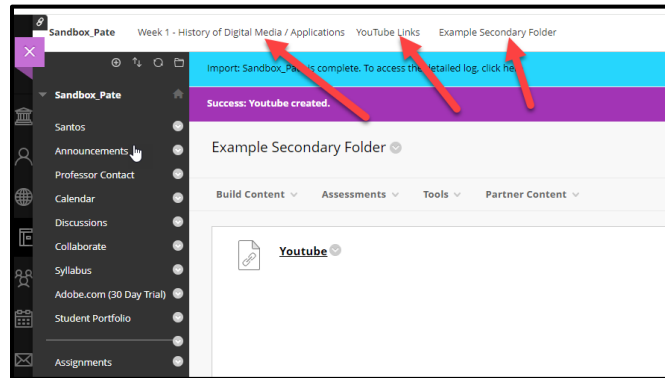 Sandbox_Pate Week 1 - History of Digital Media / Applications YouTube Links Example Secondary Folder
Import: Sandbox_Pate is complete. To access the detailed log, click he
Sandbox_Pate
Success: Youtube created.
Santos
Announcements
Example Secondary Folder
Professor Contact
Calendar
Build Content Assessments Tools Partner Content
Discussions
Collaborate
Youtube
Syllabus
Adobe.com (30 Day Trial)
Student Portfolio
Assignments